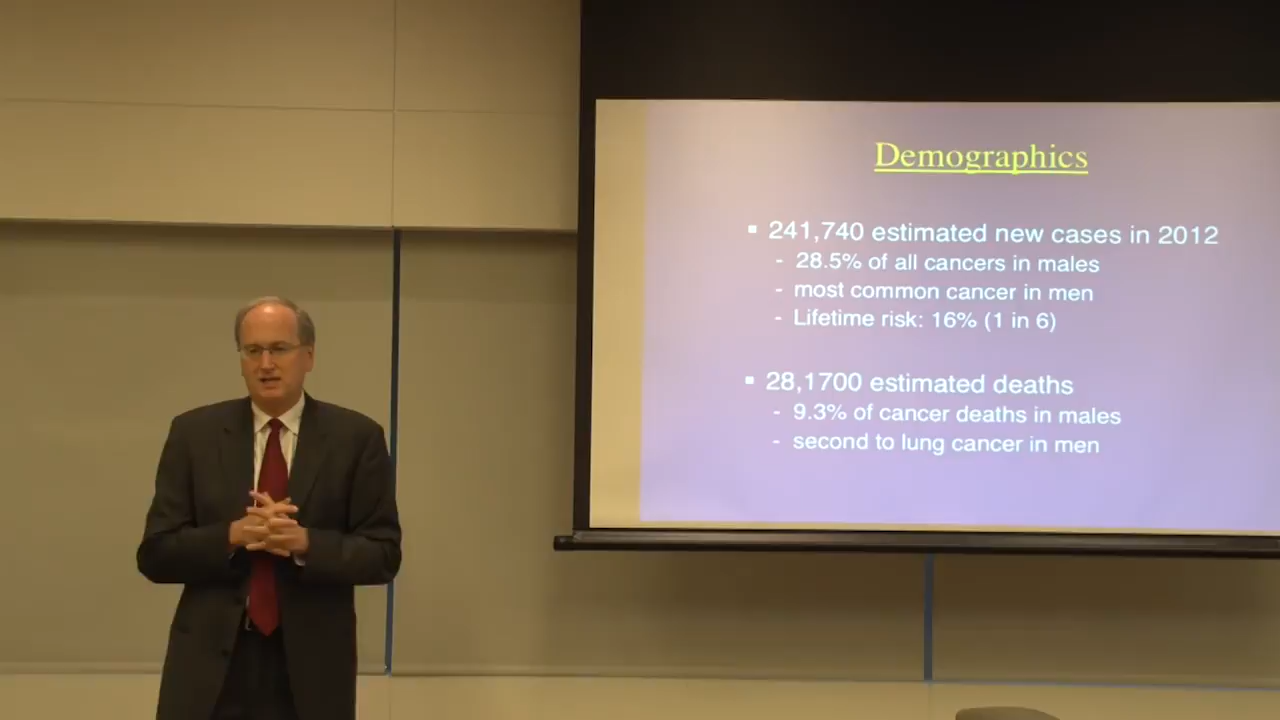 Demographics
▪ 241,740 estimated new cases in 2012
- 28.5% of all cancers in males
- most common cancer in men
- Lifetime risk: 16% (1 in 6)
▪ 28,1700 estimated deaths
- 9.3% of cancer deaths in males
- second to lung cancer in men